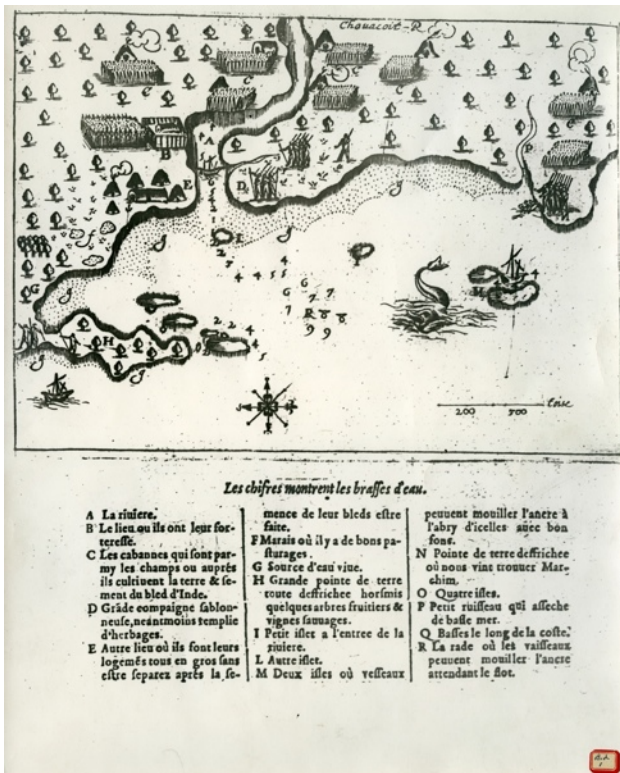 Chauacoit-R
toise
200 500
Les chifres montrent les brasses d'eau.
A La riuiere.
B Le lieu ou ils ont leur for-
teresse.
C Les cabannes qui sont par-
my les champs ou auprés
ils cultiuent la terre & se-
ment du bled d'Inde.
D Grāde compaigne sablon-
neuse, neantmoins templie
d'herbages.
E Autre lieu où ils font leurs
logemēs tous en gros sans
estre separez aprés la se-
mence de leur bleds estre
faite.
F Marais où il y a de bons pa-
sturages.
G Source d'eau viue.
H Grande pointe de terre
toute deffrichee horsmis
quelques arbres fruitiers &
vignes sauuages.
I Petit islet a l'entree de la
riuiere.
L Autre islet.
M Deux isles où vesseaux
peuuent mouiller l'ancre à
l'abry d'icelles auec bon
fons.
N Pointe de terre deffrichee
où nous vint trouuer Mar-
chim.
O Quatre isles.
P Petit ruisseau qui asseche
de basse mer.
Q Basses le long de la coste.
R La rade où les vaisseaux
peuuent mouiller l'ancre
attendant le flot.